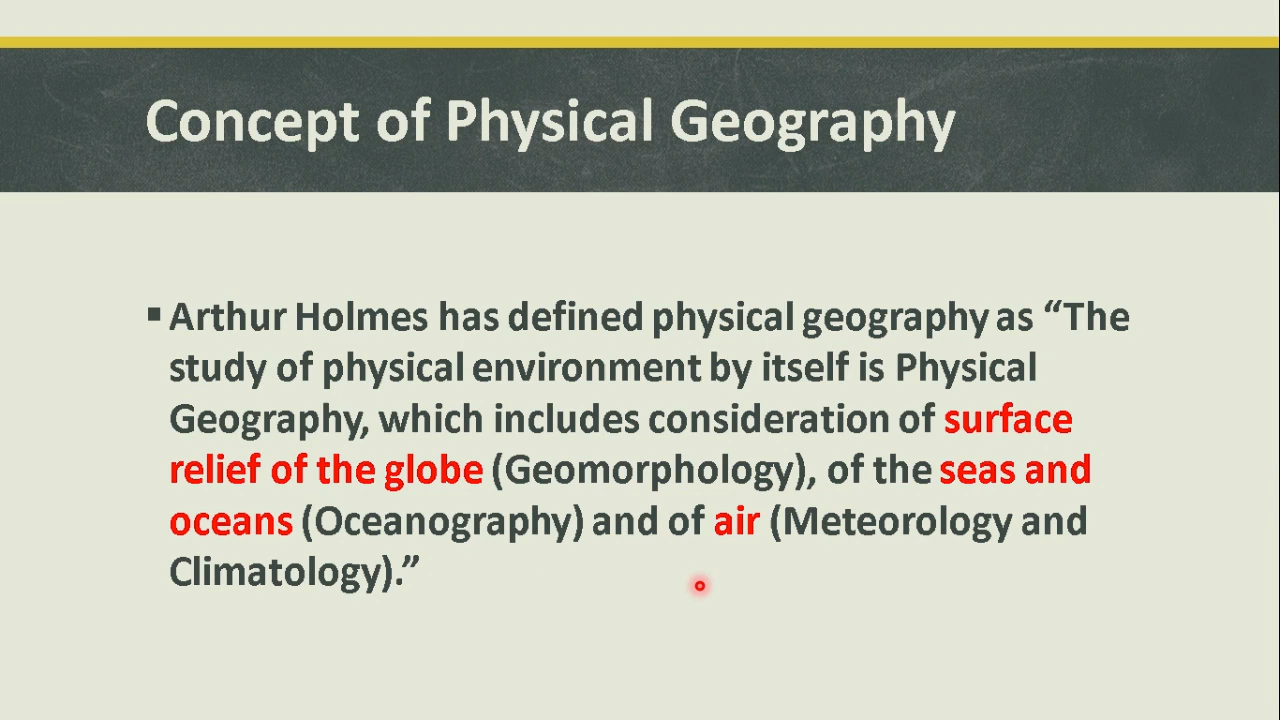 Concept of Physical Geography
▪ Arthur Holmes has defined physical geography as “The
study of physical environment by itself is Physical
Geography, which includes consideration of surface
relief of the globe (Geomorphology), of the seas and
oceans (Oceanography) and of air (Meteorology and
Climatology).”